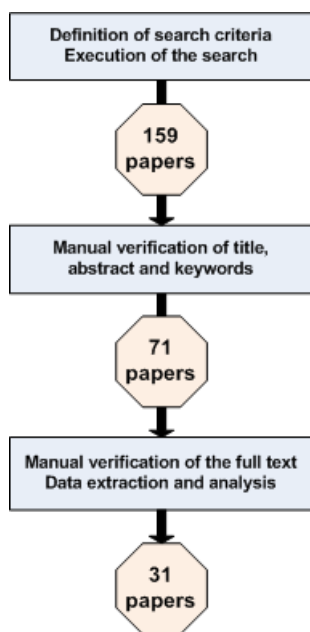 Definition of search criteria
Execution of the search
159
papers
Manual verification of title,
abstract and keywords
71
papers
Manual verification of the full text
Data extraction and analysis
31
papers